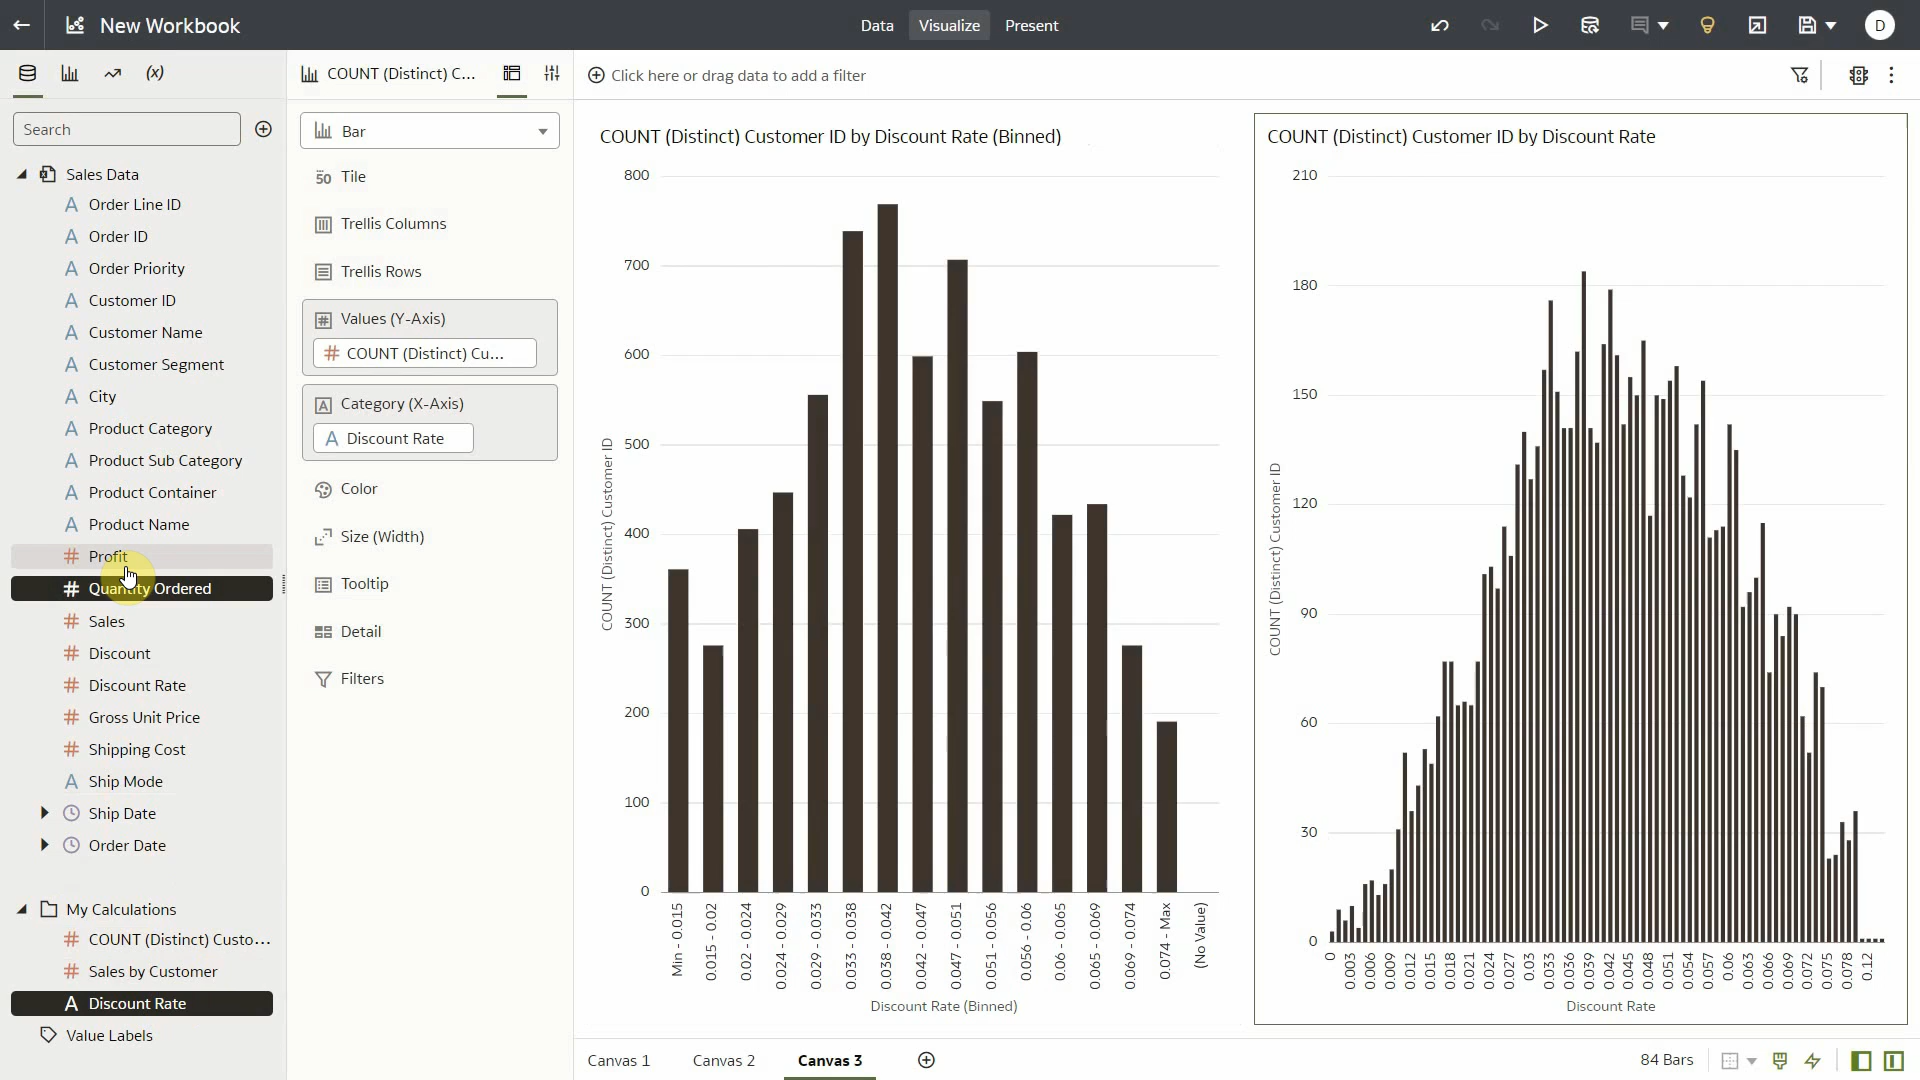 New Workbook
Data
Visualize
Present
D
(x)
COUNT (Distinct) C...
Click here or drag data to add a filter
Search
Sales Data
Order Line ID
Order ID
Order Priority
Customer ID
Customer Name
Customer Segment
City
Product Category
Product Sub Category
Product Container
Product Name
Profit
Quantity Ordered
Sales
Discount
Discount Rate
Gross Unit Price
Shipping Cost
Ship Mode
Ship Date
Order Date
My Calculations
COUNT (Distinct) Custo...
Sales by Customer
Discount Rate
Value Labels
Bar
Tile
Trellis Columns
Trellis Rows
Values (Y-Axis)
COUNT (Distinct) Cu...
Category (X-Axis)
Discount Rate
Color
Size (Width)
Tooltip
Detail
Filters
COUNT (Distinct) Customer ID by Discount Rate (Binned)
800
700
600
500
400
300
200
100
0
COUNT (Distinct) Customer ID
Min - 0.015
0.015 - 0.02
0.02 - 0.024
0.024 - 0.029
0.029 - 0.033
0.033 - 0.038
0.038 - 0.042
0.042 - 0.047
0.047 - 0.051
0.051 - 0.056
0.056 - 0.06
0.06 - 0.065
0.065 - 0.069
0.069 - 0.074
0.074 - Max
(No Value)
Discount Rate (Binned)
COUNT (Distinct) Customer ID by Discount Rate
210
180
150
120
90
60
30
0
COUNT (Distinct) Customer ID
0
0.003
0.006
0.009
0.012
0.015
0.018
0.021
0.024
0.027
0.03
0.033
0.036
0.039
0.042
0.045
0.048
0.051
0.054
0.057
0.06
0.063
0.066
0.069
0.072
0.075
0.078
0.12
Discount Rate
Canvas 1
Canvas 2
Canvas 3
84 Bars